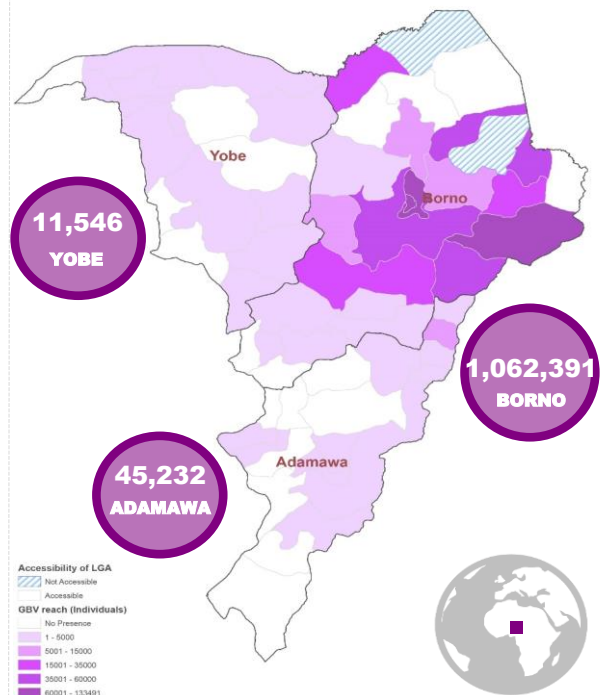 Yobe
Borno
11,546
YOBE
1,062,391
BORNO
45,232
ADAMAWA
Adamawa
Accessibility of LGA
Not Accessible
Accessible
GBV reach (Individuals)
No Presence
1 - 5000
5001 - 15000
15001 - 35000
35001 - 60000
60001 - 133491